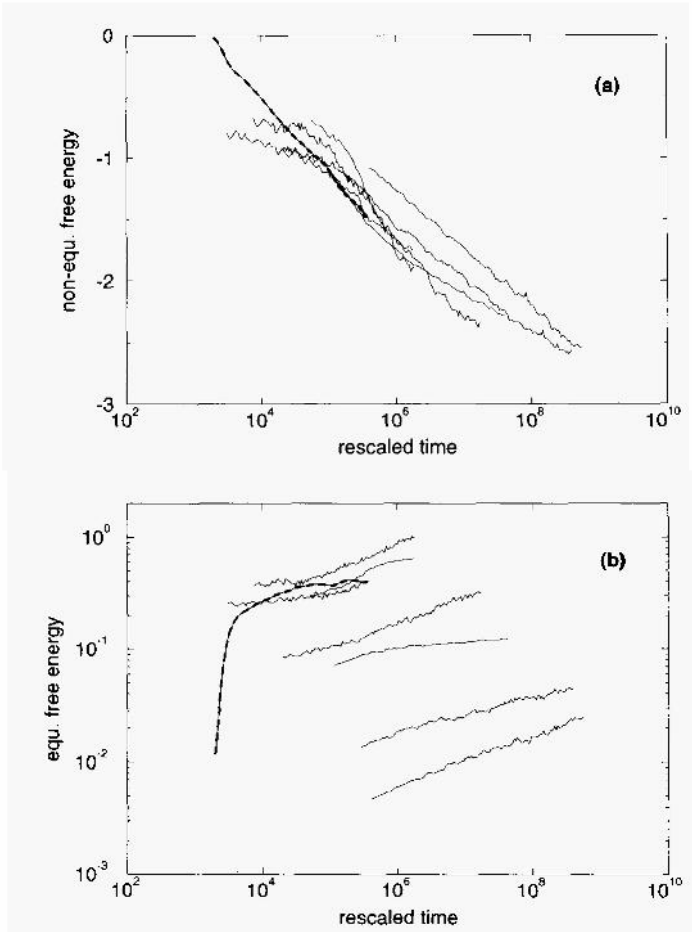 0
(a)
-1
non-equ. free energy
-2
-3
10^2 10^4 10^6 10^8 10^10
rescaled time
10^0
(b)
10^-1
equ. free energy
10^-2
10^-3
10^2 10^4 10^6 10^8 10^10
rescaled time